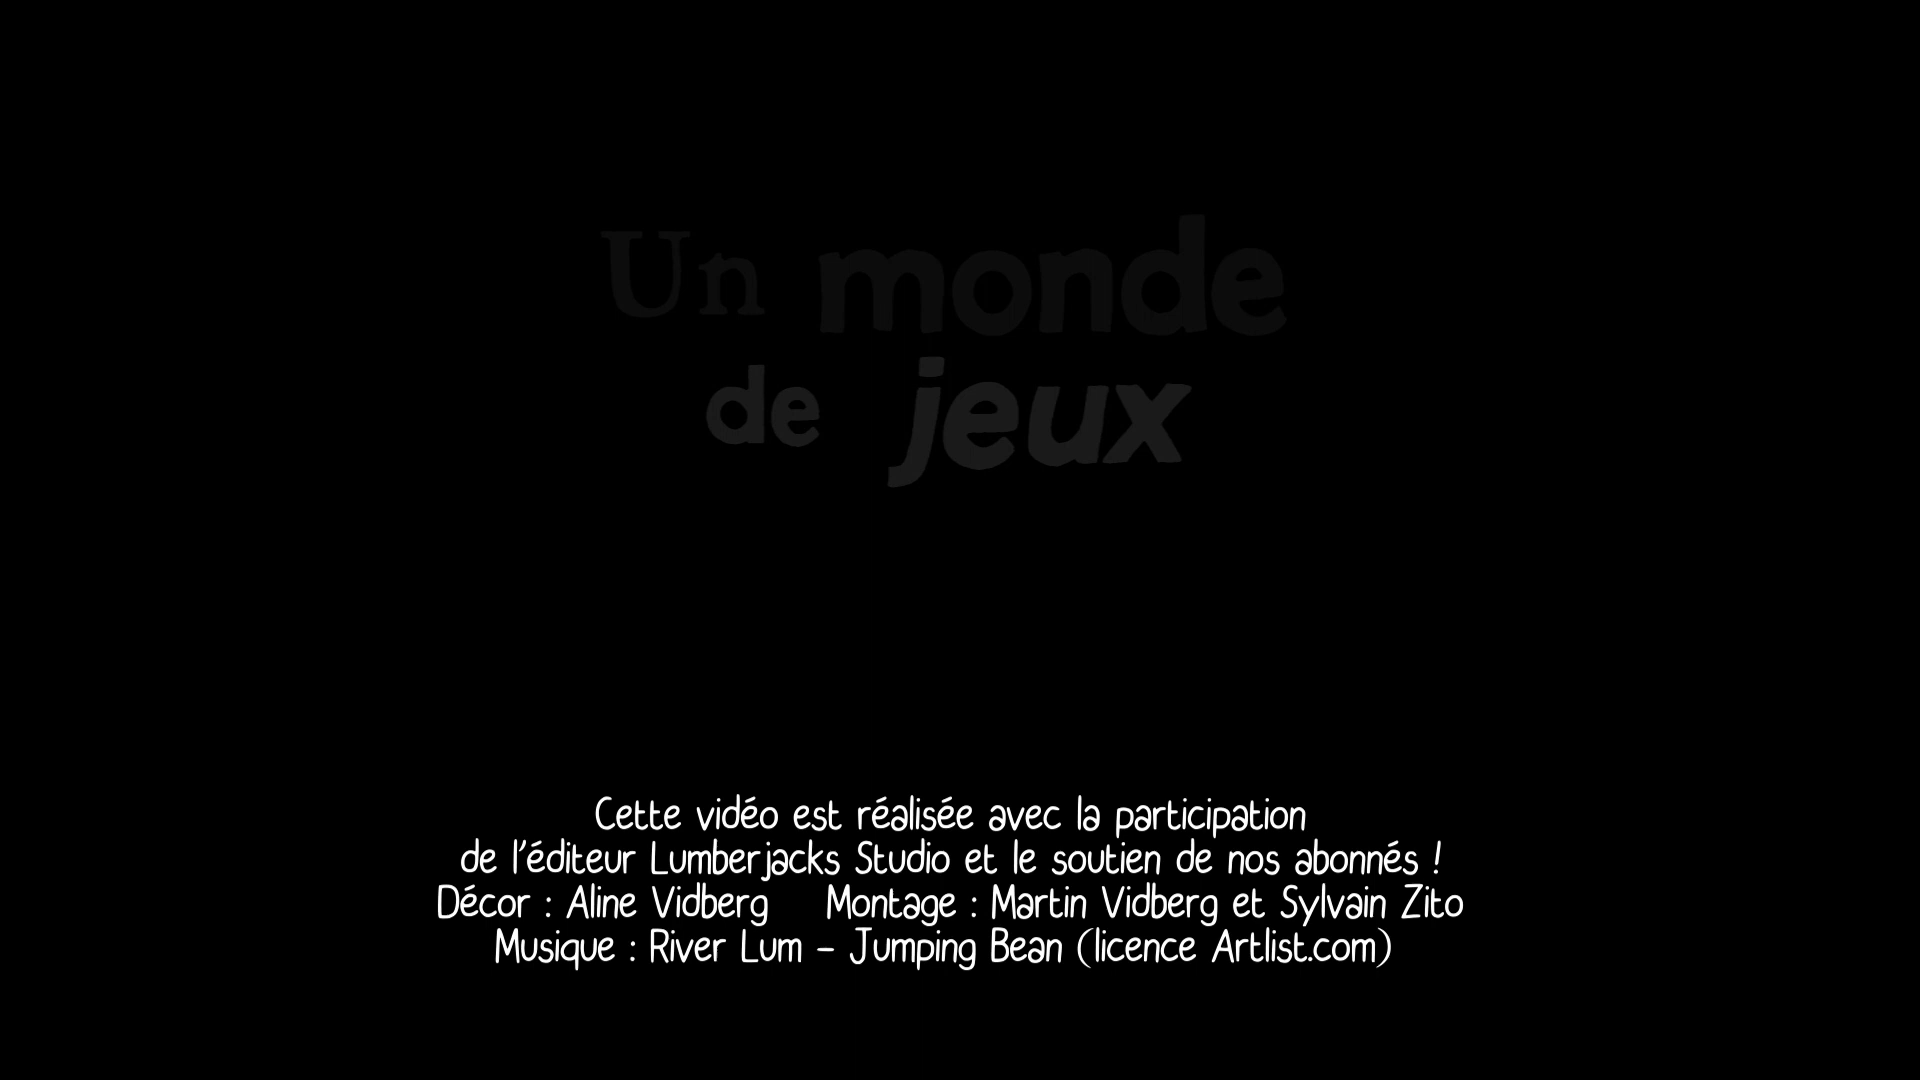 Un monde
de jeux
Cette vidéo est réalisée avec la participation
de l'éditeur Lumberjacks Studio et le soutien de nos abonnés !
Décor : Aline Vidberg Montage : Martin Vidberg et Sylvain Zito
Musique : River Lum - Jumping Bean (licence Artlist.com)